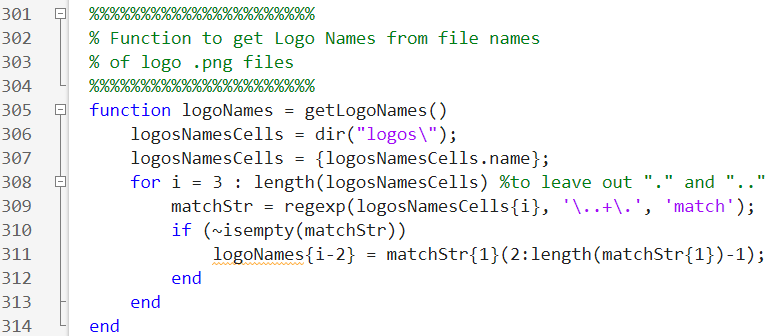 301 %%%%%%%%%%%%%%%%%%%%%%
302 % Function to get Logo Names from file names
303 % of logo .png files
304 %%%%%%%%%%%%%%%%%%%%%%
305 function logoNames = getLogoNames()
306     logosNamesCells = dir("logos\");
307     logosNamesCells = {logosNamesCells.name};
308     for i = 3 : length(logosNamesCells) %to leave out "." and ".."
309         matchStr = regexp(logosNamesCells{i}, '\..+\.', 'match');
310         if (~isempty(matchStr))
311             logoNames{i-2} = matchStr{1}(2:length(matchStr{1})-1);
312         end
313     end
314 end